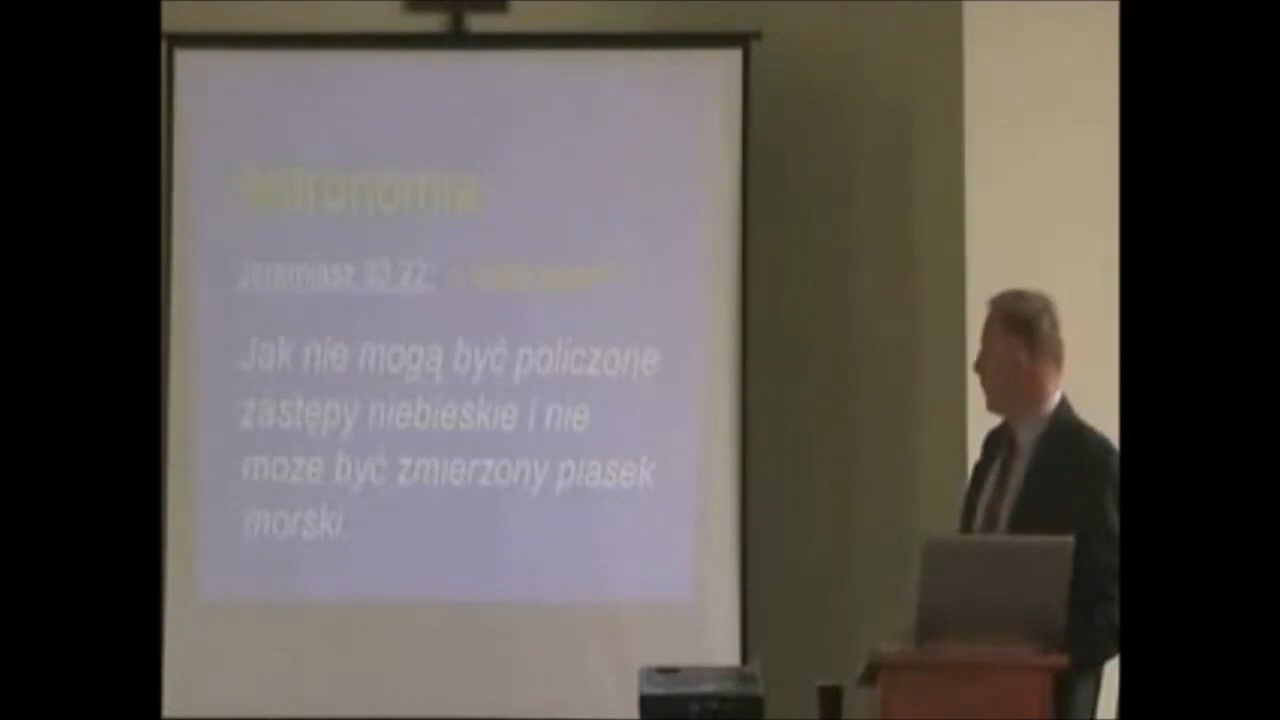 Astronomia
Jeremiasz 33,22:
Jak nie mogą być policzone
zastępy niebieskie i nie
może być zmierzony piasek
morski.